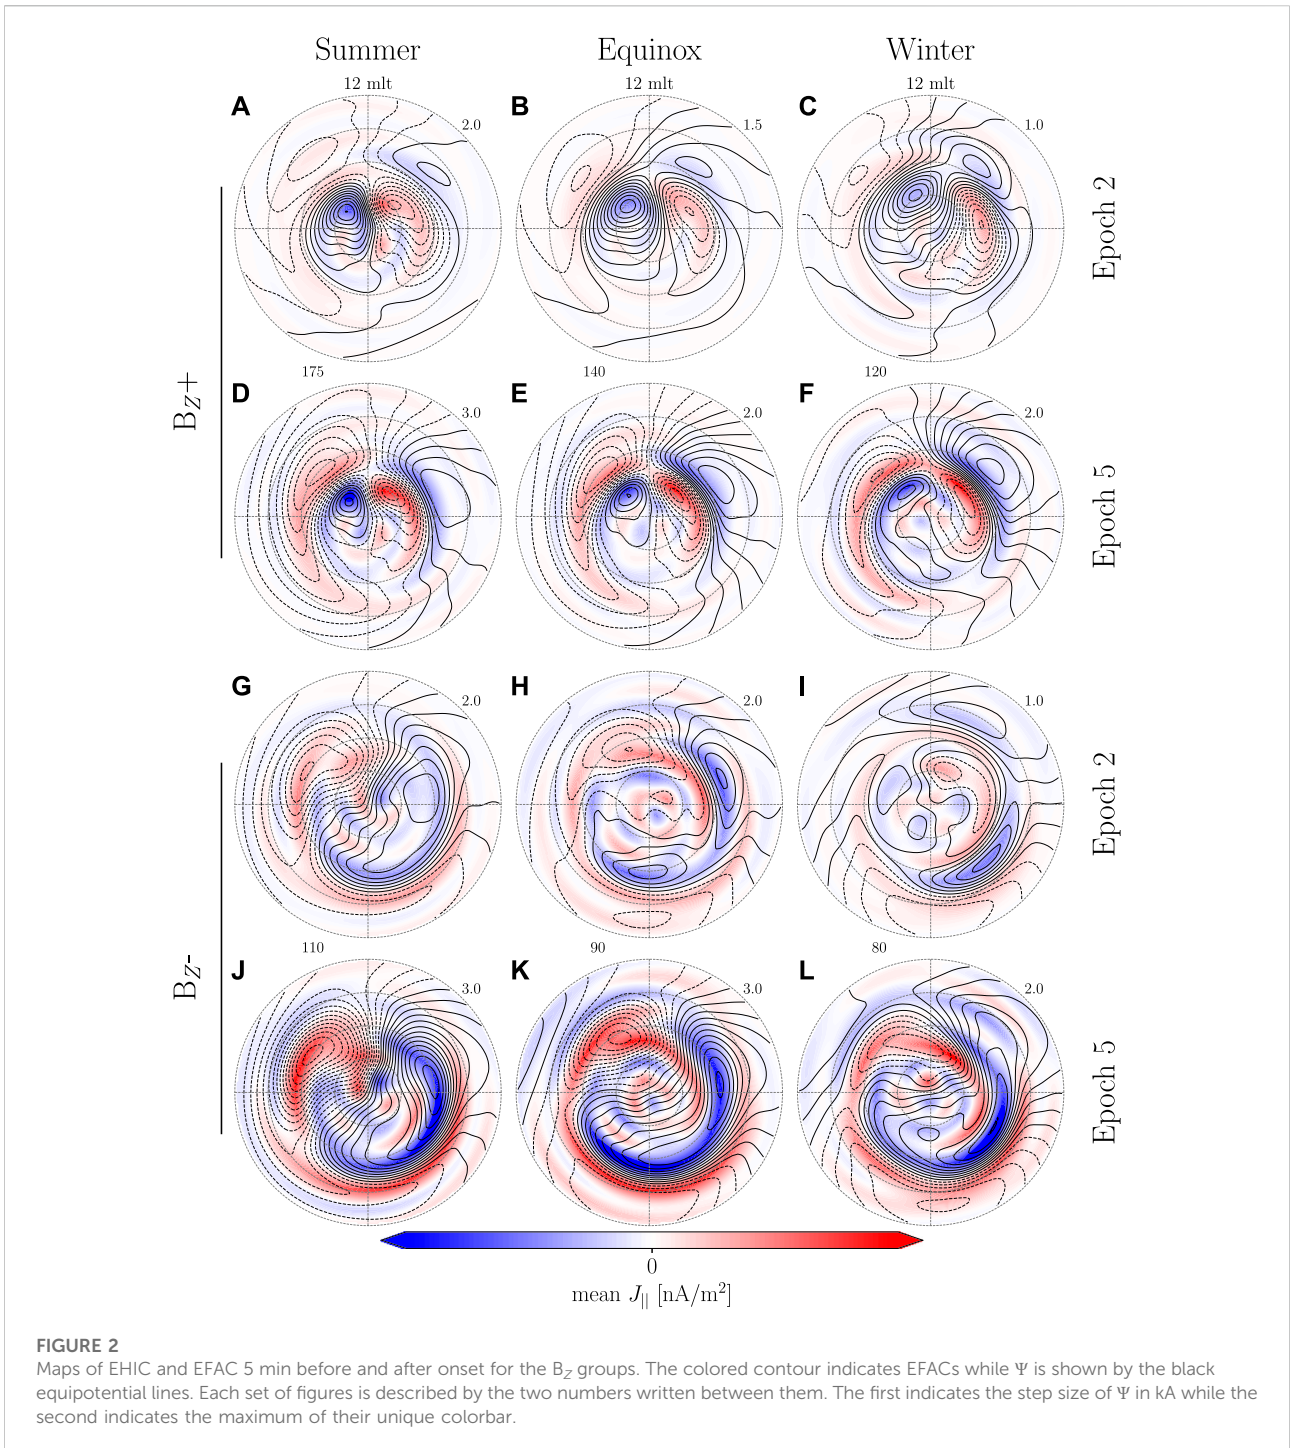 Summer
Equinox
Winter
12 mlt
12 mlt
12 mlt
A
2.0
B
1.5
C
1.0
Epoch 2
BZ+
175
140
120
D
3.0
E
2.0
F
2.0
Epoch 5
G
2.0
H
2.0
I
1.0
Epoch 2
BZ-
110
90
80
J
3.0
K
3.0
L
2.0
Epoch 5
0
mean J|| [nA/m²]
FIGURE 2
Maps of EHIC and EFAC 5 min before and after onset for the BZ groups. The colored contour indicates EFACs while Ψ is shown by the black
equipotential lines. Each set of figures is described by the two numbers written between them. The first indicates the step size of Ψ in kA while the
second indicates the maximum of their unique colorbar.